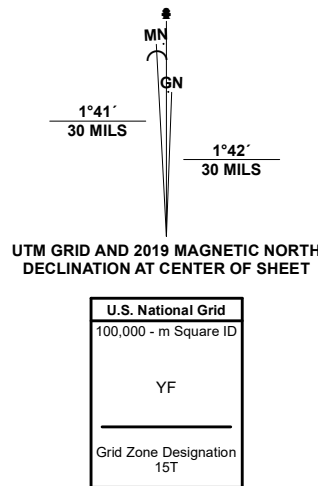 MN
GN
1°41´
30 MILS
1°42´
30 MILS
UTM GRID AND 2019 MAGNETIC NORTH
DECLINATION AT CENTER OF SHEET
U.S. National Grid
100,000 - m Square ID
YF
Grid Zone Designation
15T